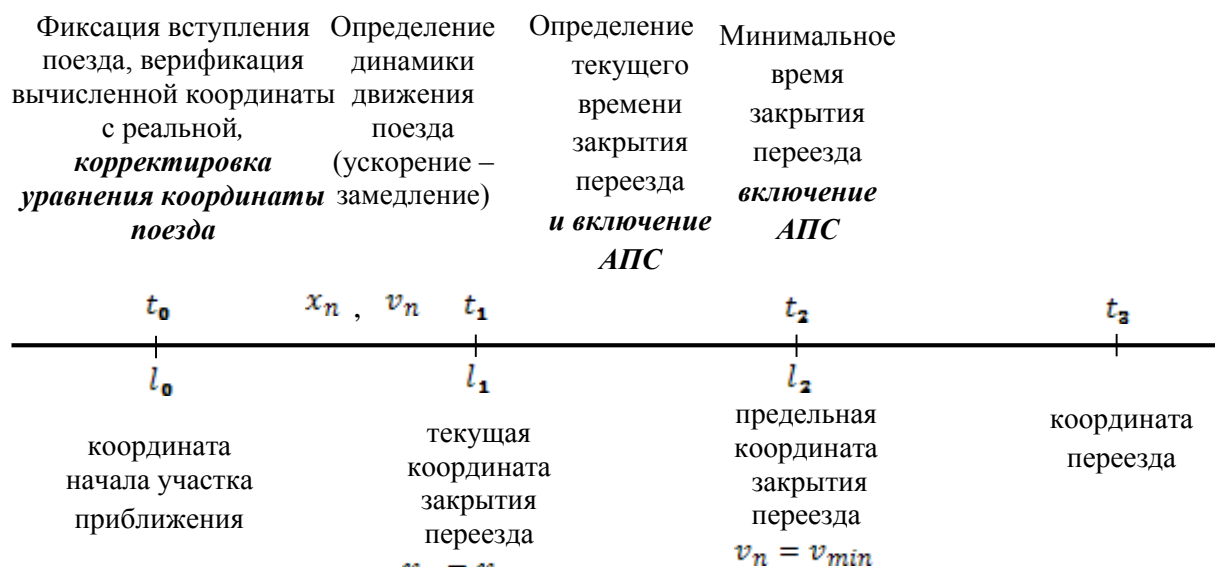 Фиксация вступления
поезда, верификация
вычисленной координаты
с реальной,
корректировка
уравнения координаты
поезда
Определение
динамики
движения
поезда
(ускорение –
замедление)
Определение
текущего
времени
закрытия
переезда
и включение
АПС
Минимальное
время
закрытия
переезда
включение
АПС
t₀
xₙ , vₙ
t₁
t₂
t₃
l₀
l₁
l₂
координата
начала участка
приближения
текущая
координата
закрытия
переезда
предельная
координата
закрытия
переезда
vₙ = vₘᵢₙ
координата
переезда